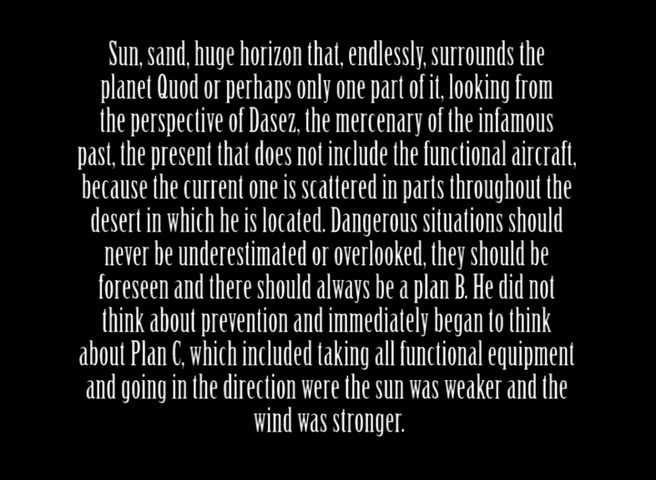 Sun, sand, huge horizon that, endlessly, surrounds the
planet Quod or perhaps only one part of it, looking from
the perspective of Dasez, the mercenary of the infamous
past, the present that does not include the functional aircraft,
because the current one is scattered in parts throughout the
desert in which he is located. Dangerous situations should
never be underestimated or overlooked, they should be
foreseen and there should always be a plan B. He did not
think about prevention and immediately began to think
about Plan C, which included taking all functional equipment
and going in the direction were the sun was weaker and the
wind was stronger.